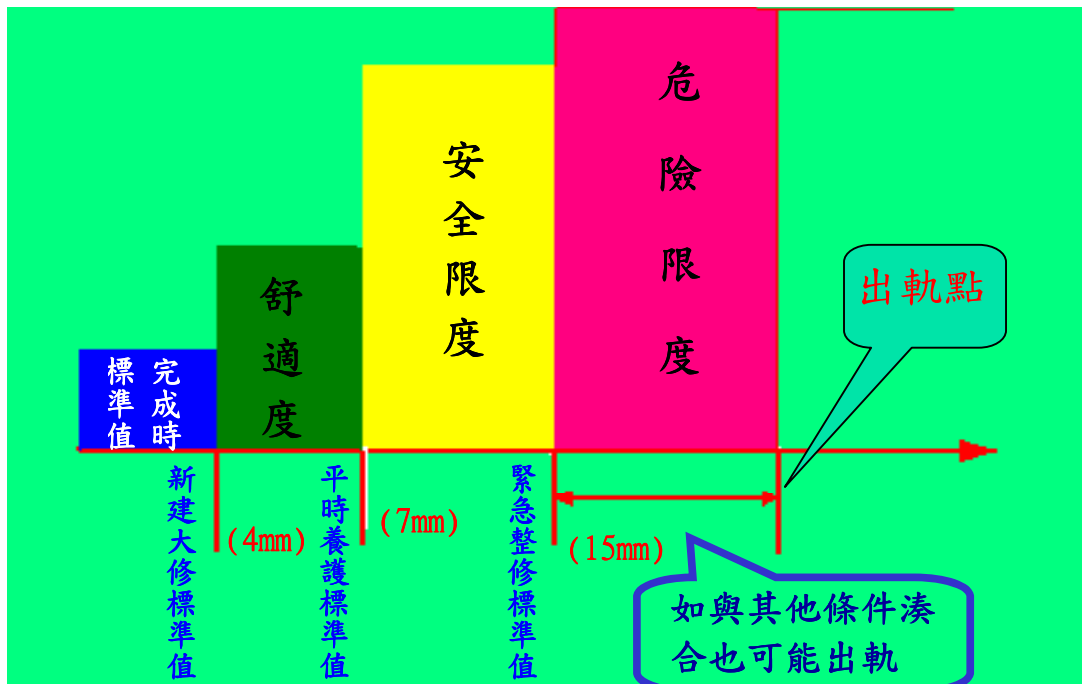 完成時
標準值
舒適度
安全限度
危險限度
出軌點
新建大修標準值
(4mm)
平時養護標準值
(7mm)
緊急整修標準值
(15mm)
如與其他條件湊
合也可能出軌